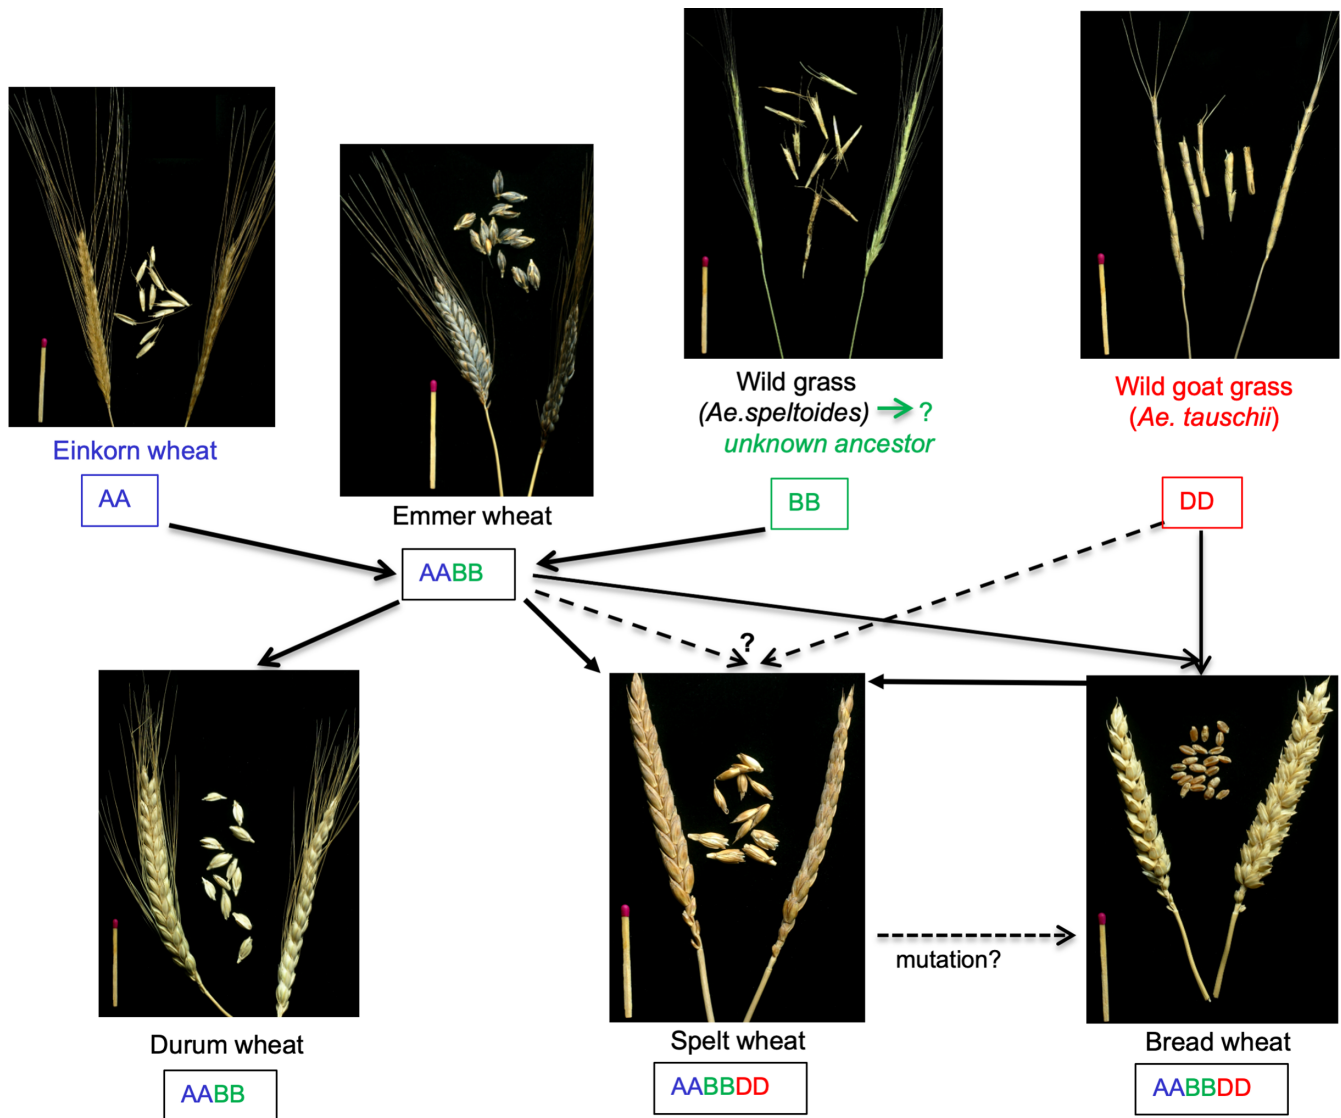 Wild grass
(Ae.speltoides) ?
unknown ancestor
Wild goat grass
(Ae. tauschii)
Einkorn wheat
AA
Emmer wheat
BB
DD
AABB
?
mutation?
Durum wheat
AABB
Spelt wheat
AABBDD
Bread wheat
AABBDD